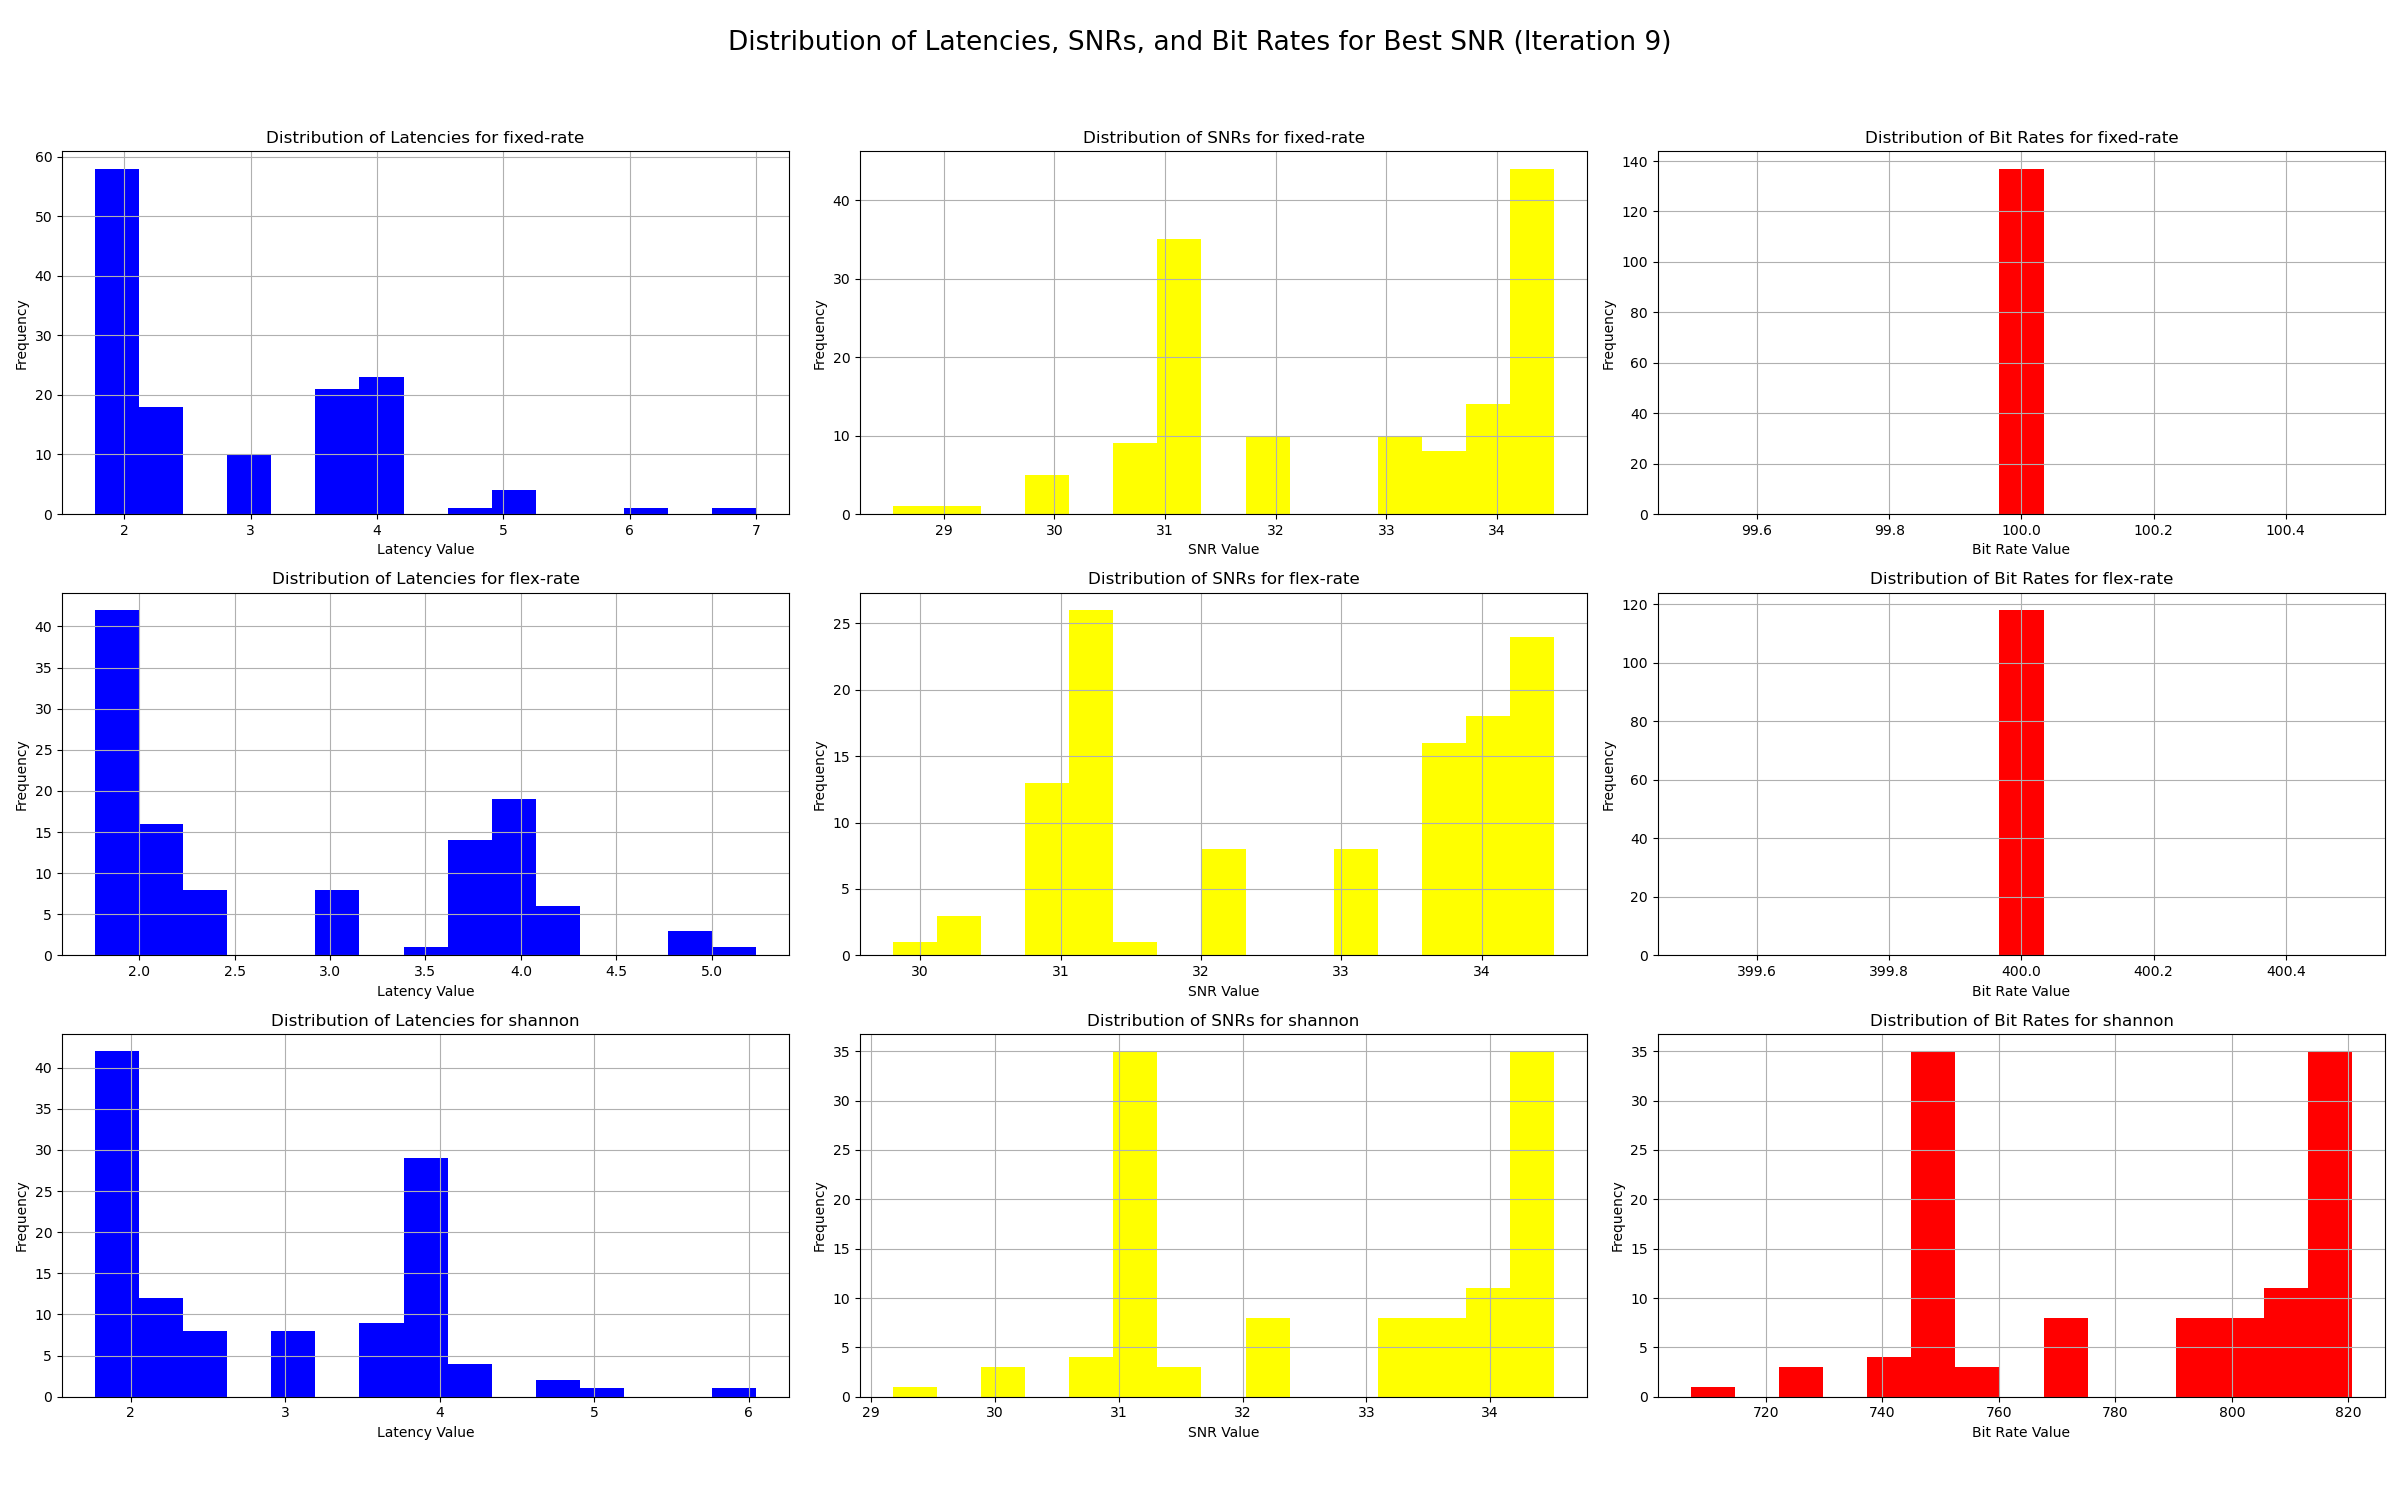 Distribution of Latencies, SNRs, and Bit Rates for Best SNR (Iteration 9)
Distribution of Latencies for fixed-rate
Frequency
60
50
40
30
20
10
0
2 3 4 5 6 7
Latency Value
Distribution of SNRs for fixed-rate
Frequency
40
30
20
10
0
29 30 31 32 33 34
SNR Value
Distribution of Bit Rates for fixed-rate
Frequency
140
120
100
80
60
40
20
0
99.6 99.8 100.0 100.2 100.4
Bit Rate Value
Distribution of Latencies for flex-rate
Frequency
40
35
30
25
20
15
10
5
0
2.0 2.5 3.0 3.5 4.0 4.5 5.0
Latency Value
Distribution of SNRs for flex-rate
Frequency
25
20
15
10
5
0
30 31 32 33 34
SNR Value
Distribution of Bit Rates for flex-rate
Frequency
120
100
80
60
40
20
0
399.6 399.8 400.0 400.2 400.4
Bit Rate Value
Distribution of Latencies for shannon
Frequency
40
35
30
25
20
15
10
5
0
2 3 4 5 6
Latency Value
Distribution of SNRs for shannon
Frequency
35
30
25
20
15
10
5
0
29 30 31 32 33 34
SNR Value
Distribution of Bit Rates for shannon
Frequency
35
30
25
20
15
10
5
0
720 740 760 780 800 820
Bit Rate Value